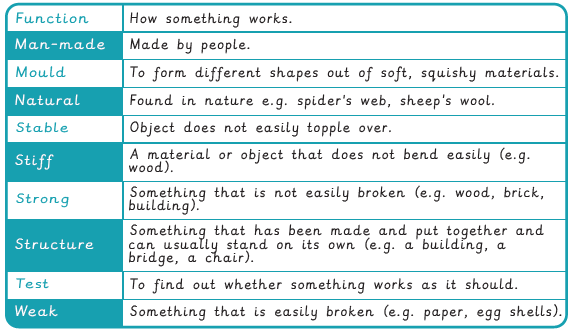 Function How something works.
Man-made Made by people.
Mould To form different shapes out of soft, squishy materials.
Natural Found in nature e.g. spider's web, sheep's wool.
Stable Object does not easily topple over.
Stiff A material or object that does not bend easily (e.g.
wood).
Strong Something that is not easily broken (e.g. wood, brick,
building).
Structure Something that has been made and put together and
can usually stand on its own (e.g. a building, a
bridge, a chair).
Test To find out whether something works as it should.
Weak Something that is easily broken (e.g. paper, egg shells).